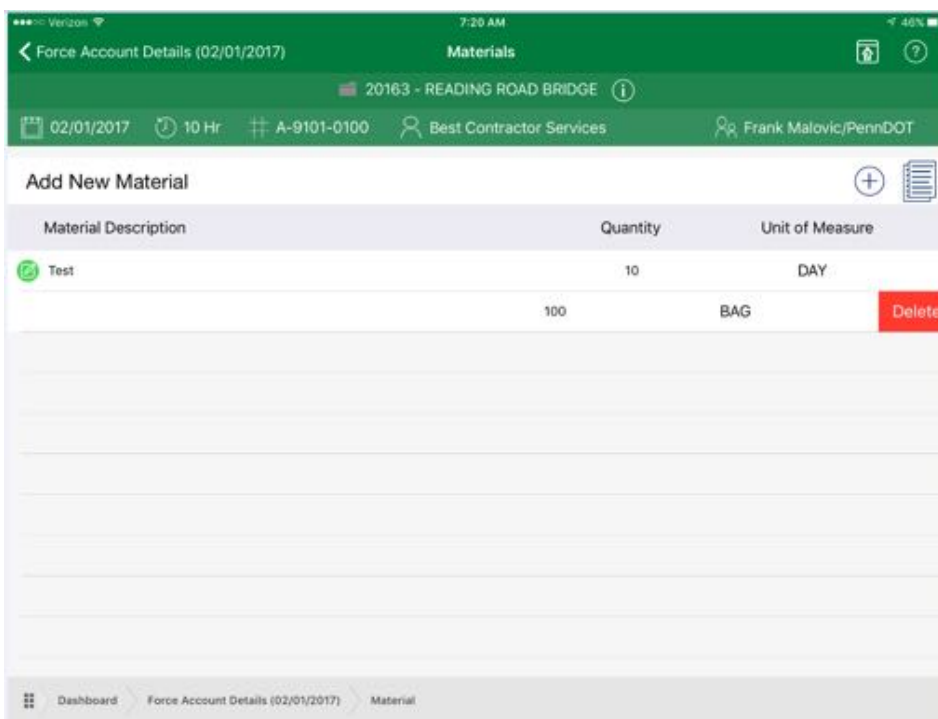 Verizon 7:20 AM 46%
Force Account Details (02/01/2017) Materials ?
20163 - READING ROAD BRIDGE i
02/01/2017 10 Hr A-9101-0100 Best Contractor Services Frank Malovic/PennDOT
Add New Material
Material Description Quantity Unit of Measure
Test 10 DAY
100 BAG Delete
Dashboard Force Account Details (02/01/2017) Material